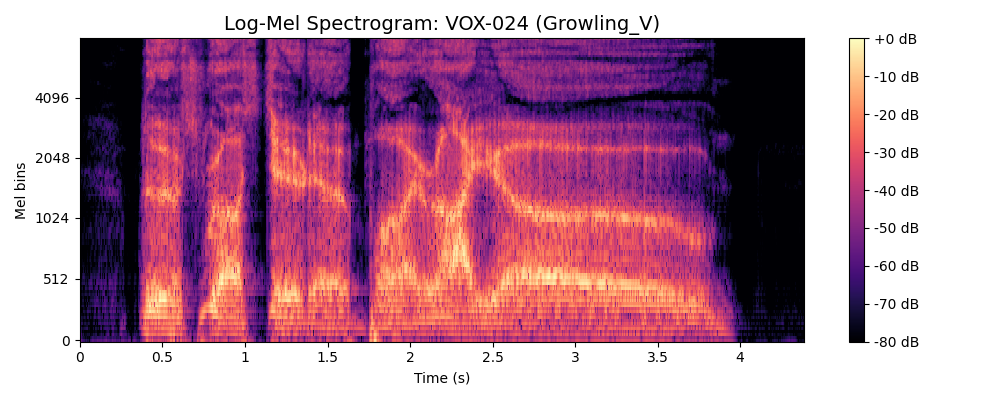 Log-Mel Spectrogram: VOX-024 (Growling_V)
Mel bins
4096
2048
1024
512
0
0 0.5 1 1.5 2 2.5 3 3.5 4
Time (s)
+0 dB
-10 dB
-20 dB
-30 dB
-40 dB
-50 dB
-60 dB
-70 dB
-80 dB